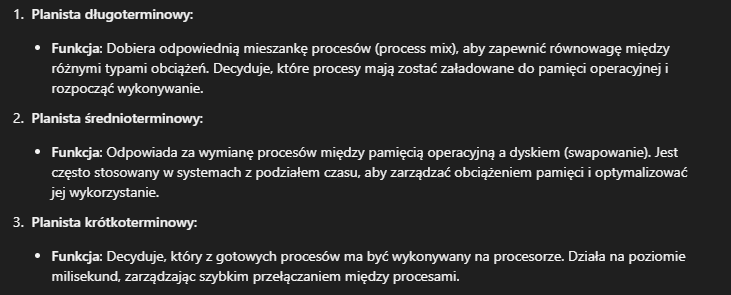 1. Planista długoterminowy:
• Funkcja: Dobiera odpowiednią mieszankę procesów (process mix), aby zapewnić równowagę między
różnymi typami obciążeń. Decyduje, które procesy mają zostać załadowane do pamięci operacyjnej i
rozpocząć wykonywanie.
2. Planista średnioterminowy:
• Funkcja: Odpowiada za wymianę procesów między pamięcią operacyjną a dyskiem (swapowanie). Jest
często stosowany w systemach z podziałem czasu, aby zarządzać obciążeniem pamięci i optymalizować
jej wykorzystanie.
3. Planista krótkoterminowy:
• Funkcja: Decyduje, który z gotowych procesów ma być wykonywany na procesorze. Działa na poziomie
milisekund, zarządzając szybkim przełączaniem między procesami.